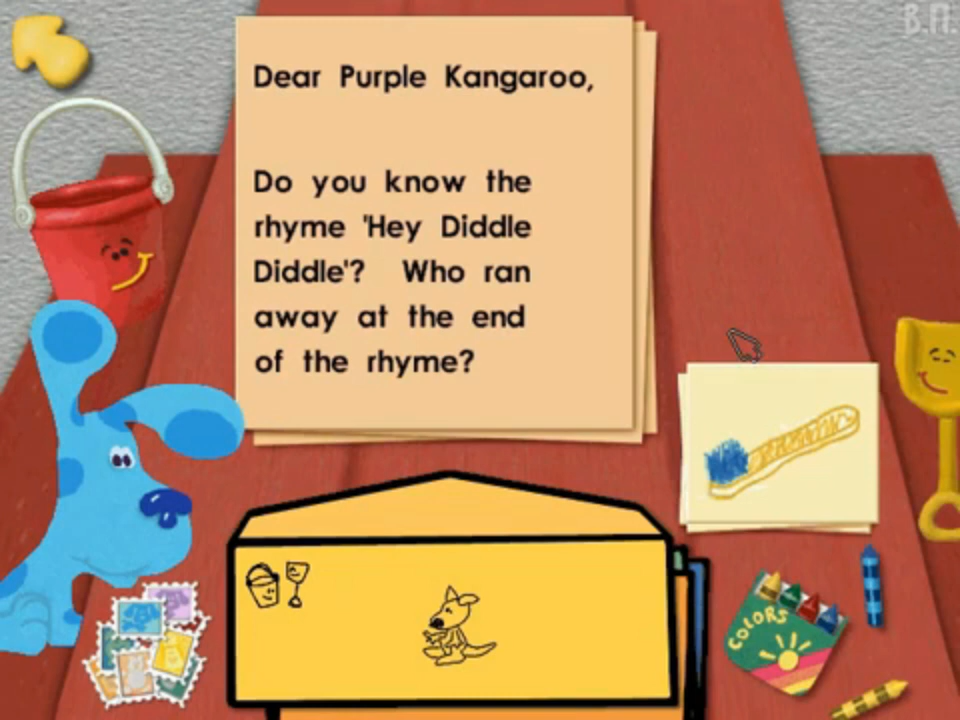 В.П.
Dear Purple Kangaroo,
Do you know the
rhyme 'Hey Diddle
Diddle'? Who ran
away at the end
of the rhyme?
COLORS